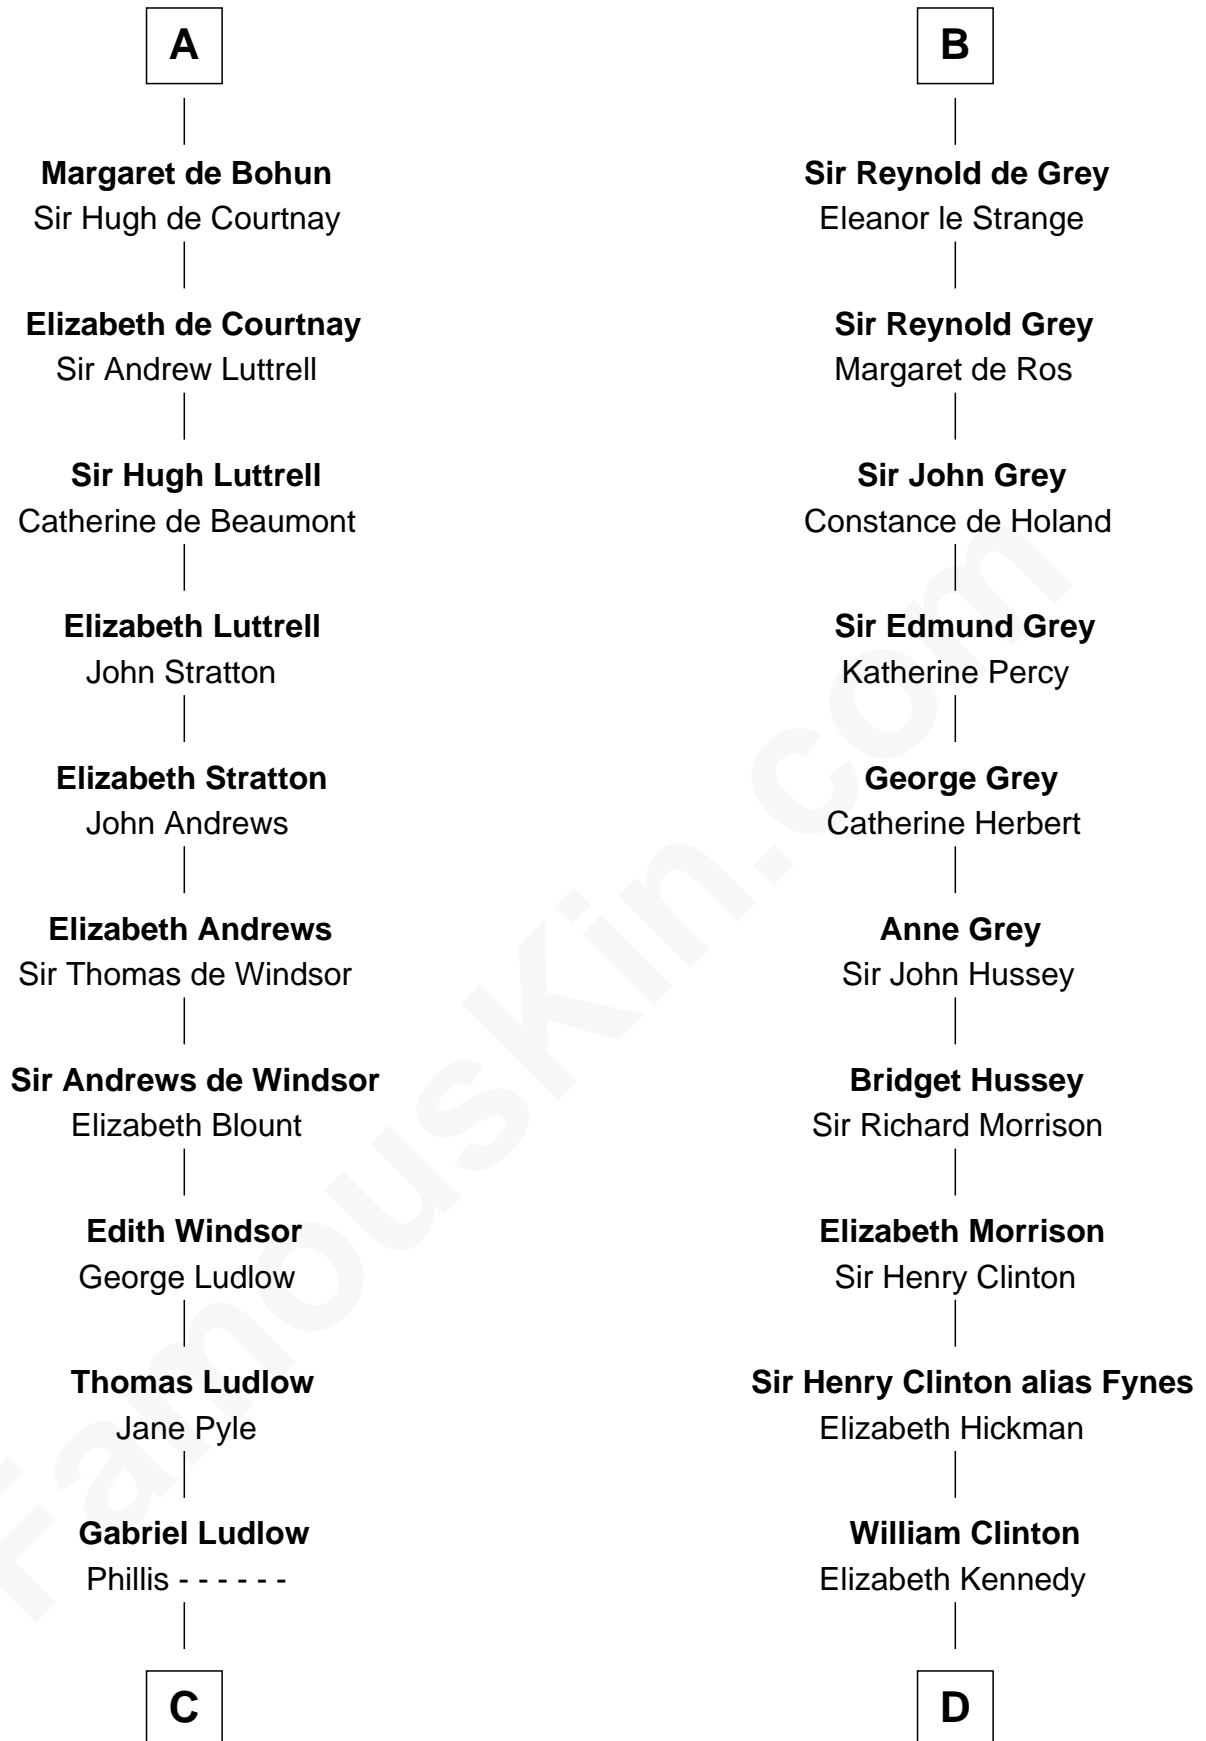 A
Margaret de Bohun
Sir Hugh de Courtnay
Elizabeth de Courtnay
Sir Andrew Luttrell
Sir Hugh Luttrell
Catherine de Beaumont
Elizabeth Luttrell
John Stratton
Elizabeth Stratton
John Andrews
Elizabeth Andrews
Sir Thomas de Windsor
Sir Andrews de Windsor
Elizabeth Blount
Edith Windsor
George Ludlow
Thomas Ludlow
Jane Pyle
Gabriel Ludlow
Phillis - - - - - -
C
B
Sir Reynold de Grey
Eleanor le Strange
Sir Reynold Grey
Margaret de Ros
Sir John Grey
Constance de Holand
Sir Edmund Grey
Katherine Percy
George Grey
Catherine Herbert
Anne Grey
Sir John Hussey
Bridget Hussey
Sir Richard Morrison
Elizabeth Morrison
Sir Henry Clinton
Sir Henry Clinton alias Fynes
Elizabeth Hickman
William Clinton
Elizabeth Kennedy
D
FamousKin.com